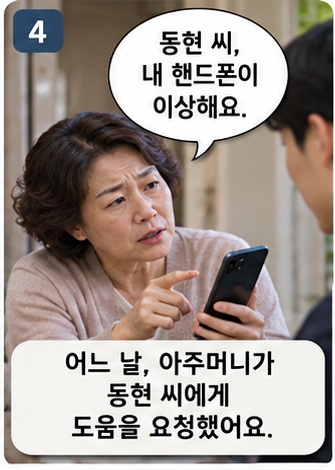 4
동현 씨,
내 핸드폰이
이상해요.
어느 날, 아주머니가
동현 씨에게
도움을 요청했어요.